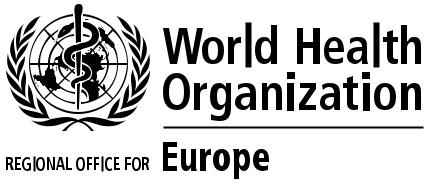 World Health
Organization
REGIONAL OFFICE FOR Europe